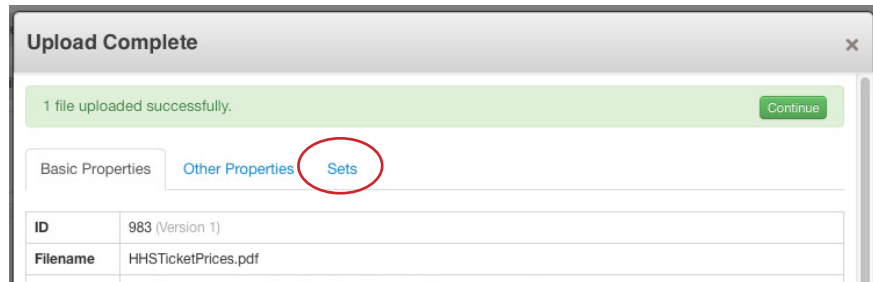 Upload Complete ×
1 file uploaded successfully. Continue
Basic Properties Other Properties Sets
ID 983 (Version 1)
Filename HHSTicketPrices.pdf